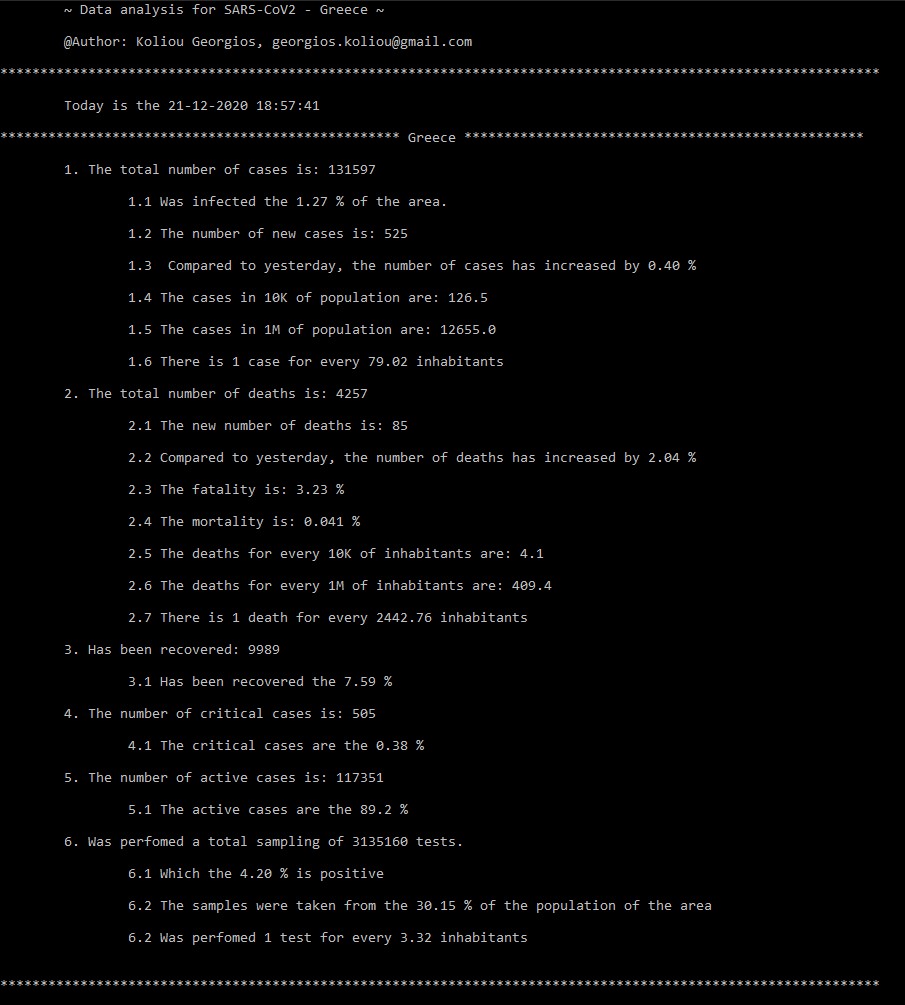 ~ Data analysis for SARS-CoV2 - Greece ~
@Author: Koliou Georgios, georgios.koliou@gmail.com
**************************************************************************************************************
Today is the 21-12-2020 18:57:41
************************************************** Greece **************************************************
1. The total number of cases is: 131597
1.1 Was infected the 1.27 % of the area.
1.2 The number of new cases is: 525
1.3  Compared to yesterday, the number of cases has increased by 0.40 %
1.4 The cases in 10K of population are: 126.5
1.5 The cases in 1M of population are: 12655.0
1.6 There is 1 case for every 79.02 inhabitants
2. The total number of deaths is: 4257
2.1 The new number of deaths is: 85
2.2 Compared to yesterday, the number of deaths has increased by 2.04 %
2.3 The fatality is: 3.23 %
2.4 The mortality is: 0.041 %
2.5 The deaths for every 10K of inhabitants are: 4.1
2.6 The deaths for every 1M of inhabitants are: 409.4
2.7 There is 1 death for every 2442.76 inhabitants
3. Has been recovered: 9989
3.1 Has been recovered the 7.59 %
4. The number of critical cases is: 505
4.1 The critical cases are the 0.38 %
5. The number of active cases is: 117351
5.1 The active cases are the 89.2 %
6. Was perfomed a total sampling of 3135160 tests.
6.1 Which the 4.20 % is positive
6.2 The samples were taken from the 30.15 % of the population of the area
6.2 Was perfomed 1 test for every 3.32 inhabitants
**************************************************************************************************************